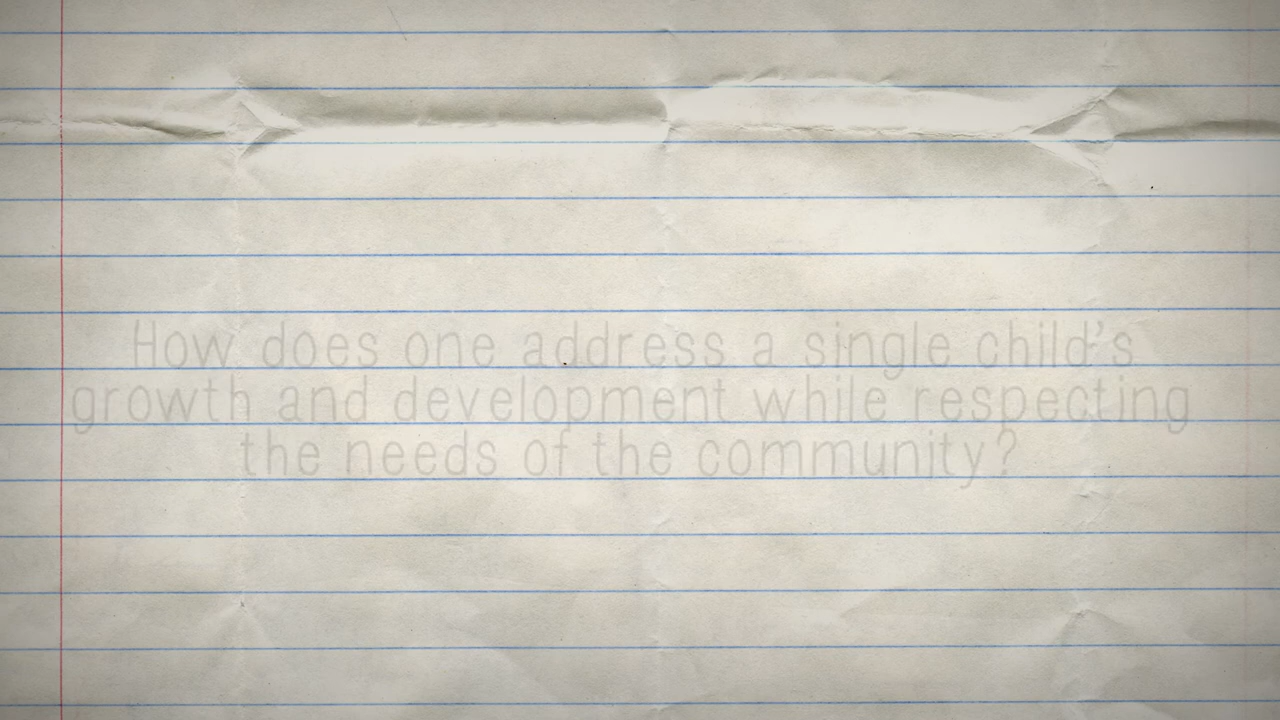 How does one address a single child’s
growth and development while respecting
the needs of the community?